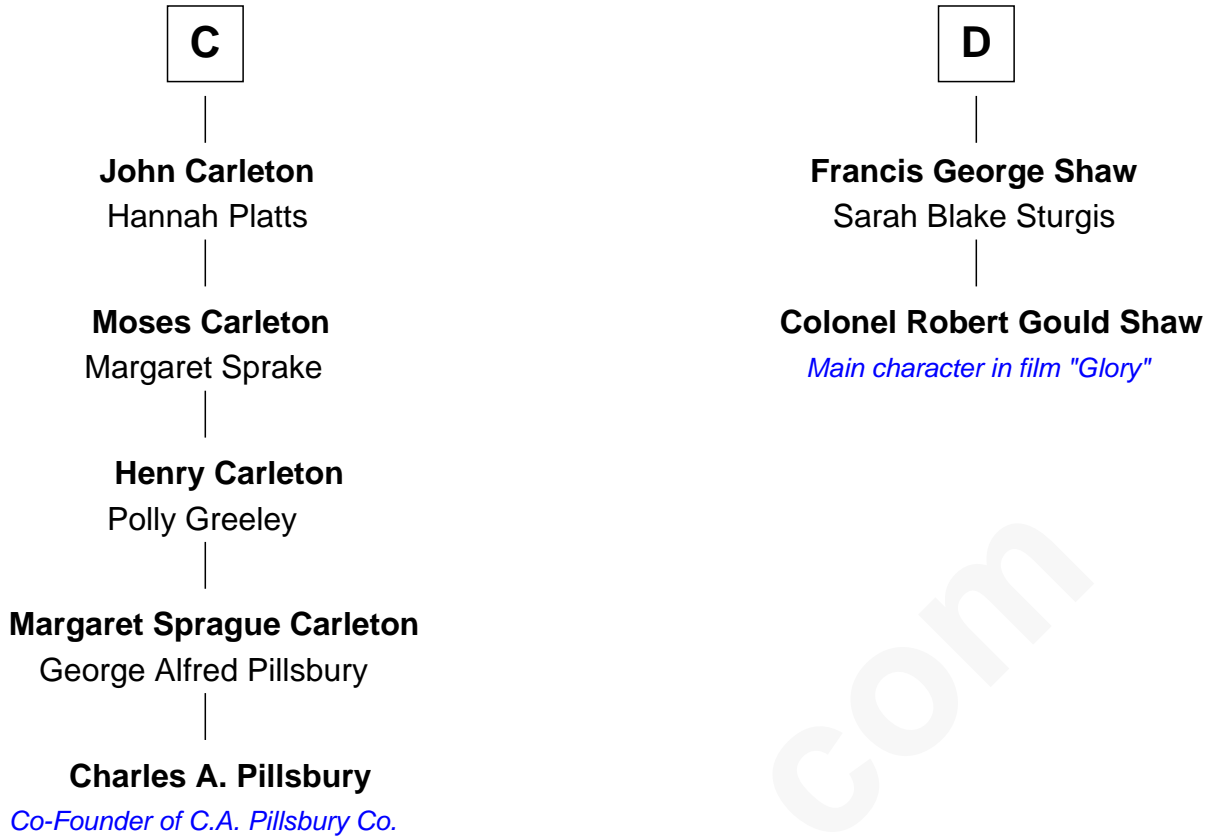 C
John Carleton
Hannah Platts
Moses Carleton
Margaret Sprake
Henry Carleton
Polly Greeley
Margaret Sprague Carleton
George Alfred Pillsbury
Charles A. Pillsbury
Co-Founder of C.A. Pillsbury Co.
D
Francis George Shaw
Sarah Blake Sturgis
Colonel Robert Gould Shaw
Main character in film "Glory"
com